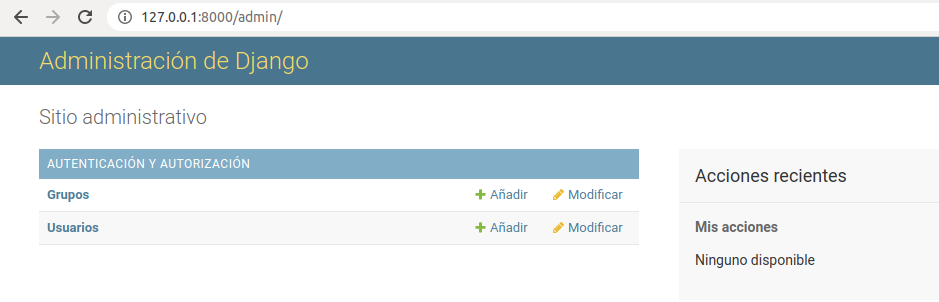 127.0.0.1:8000/admin/
Administración de Django
Sitio administrativo
AUTENTICACIÓN Y AUTORIZACIÓN
Grupos Añadir Modificar
Usuarios Añadir Modificar
Acciones recientes
Mis acciones
Ninguno disponible